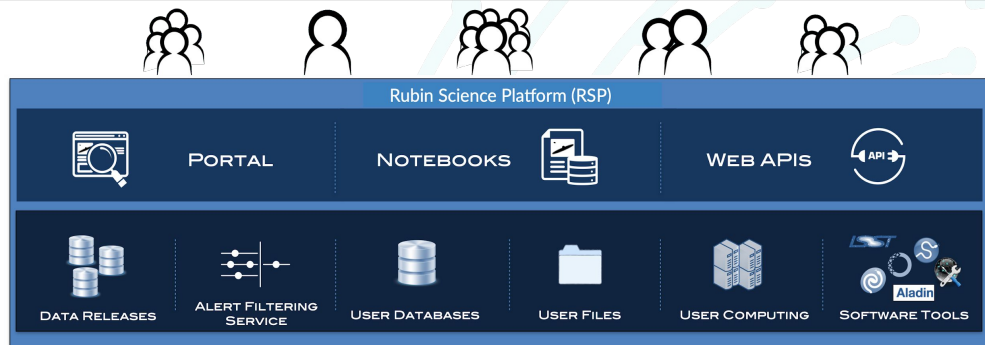 Rubin Science Platform (RSP)
PORTAL
NOTEBOOKS
WEB APIS
API
LSST
Aladin
DATA RELEASES
ALERT FILTERING
SERVICE
USER DATABASES
USER FILES
USER COMPUTING
SOFTWARE TOOLS